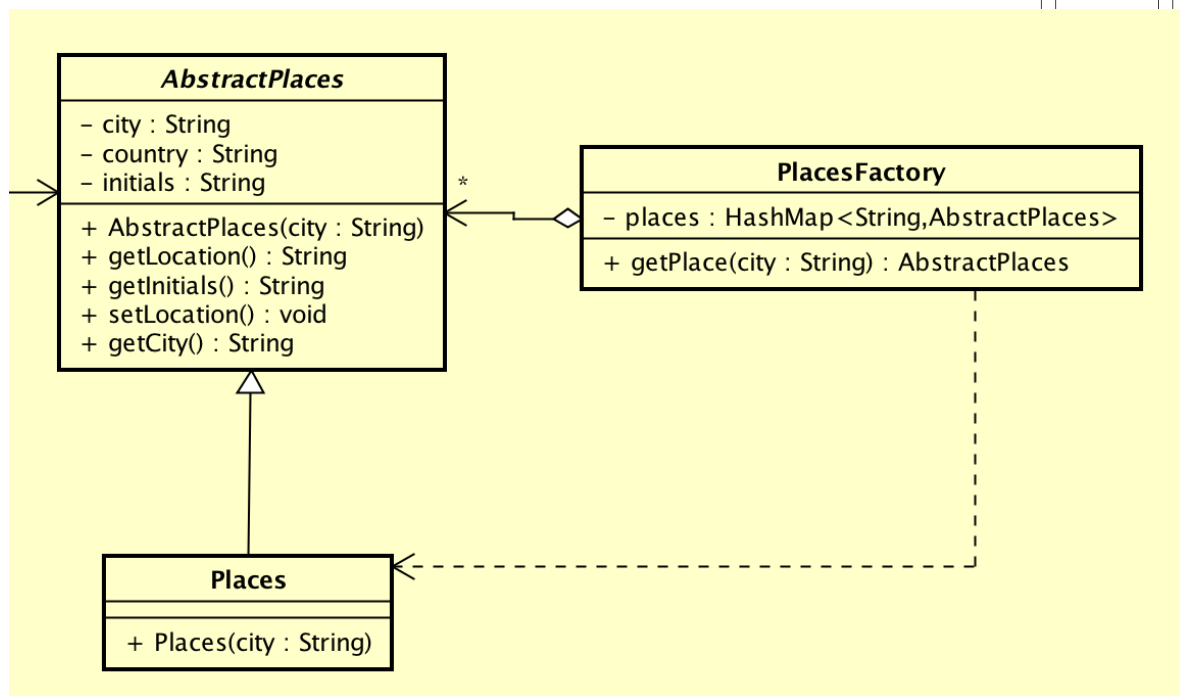 AbstractPlaces
– city : String
– country : String
– initials : String
+ AbstractPlaces(city : String)
+ getLocation() : String
+ getInitials() : String
+ setLocation() : void
+ getCity() : String
*
PlacesFactory
– places : HashMap<String,AbstractPlaces>
+ getPlace(city : String) : AbstractPlaces
Places
+ Places(city : String)